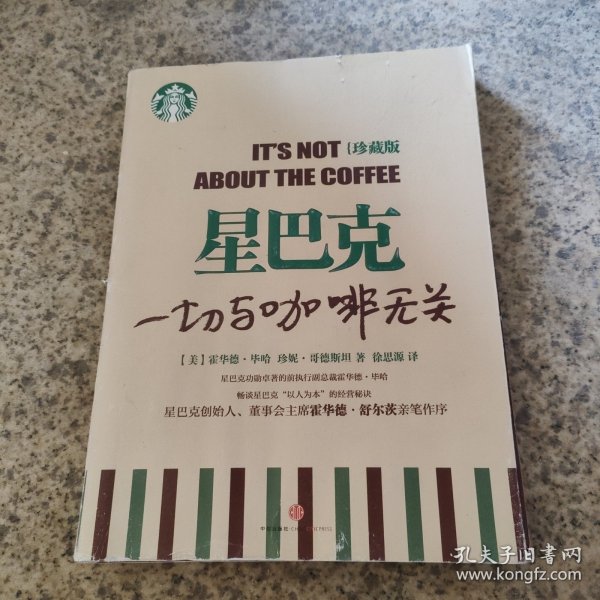 IT'S NOT {珍藏版
ABOUT THE COFFEE
星巴克
一切与咖啡无关
【美】霍华德·毕哈 珍妮·哥德斯坦 著 徐思源 译
星巴克功勋卓著的前执行副总裁霍华德·毕哈
畅谈星巴克“以人为本”的经营秘诀
星巴克创始人、董事会主席霍华德·舒尔茨亲笔作序
中信出版社·CHINA CITIC PRESS
孔夫子旧书网
www.kongfz.com